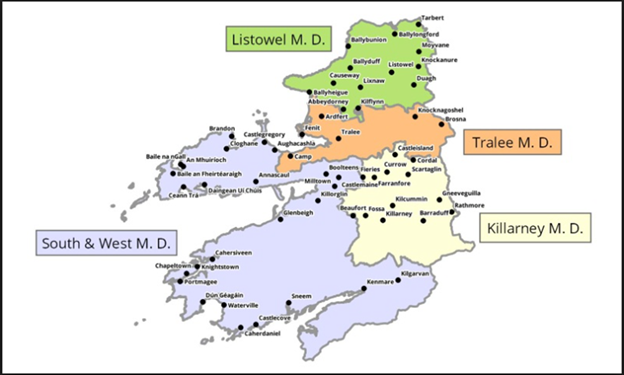 Listowel M. D.
Tarbert
Ballylongford
Ballybunion
Moyvane
Knockanure
Ballyduff
Listowel
Causeway
Lixnaw
Duagh
Ballyheigue
Abbeydorney
Kilflynn
Ardfert
Knocknagoshel
Brosna
Fenit
Tralee
Tralee M. D.
Brandon
Castlegregory
Cloghane
Aughacashla
Camp
Castleisland
Cordal
Baile na nGall
An Mhuirioch
Baile an Fheirtéaraigh
Annascaul
Ceann Trá
Daingean Uí Chuis
Boolteens
Milltown
Castlemaine
Killorglin
Fieries
Currow
Scartaglin
Farranfore
Gneeveguilla
Kilcummin
Rathmore
Beaufort
Fossa
Killarney
Barraduff
Killarney M. D.
Glenbeigh
South & West M. D.
Cahersiveen
Chapeltown
Knightstown
Portmagee
Dún Géagáin
Waterville
Sneem
Kenmare
Kilgarvan
Castlecove
Caherdaniel